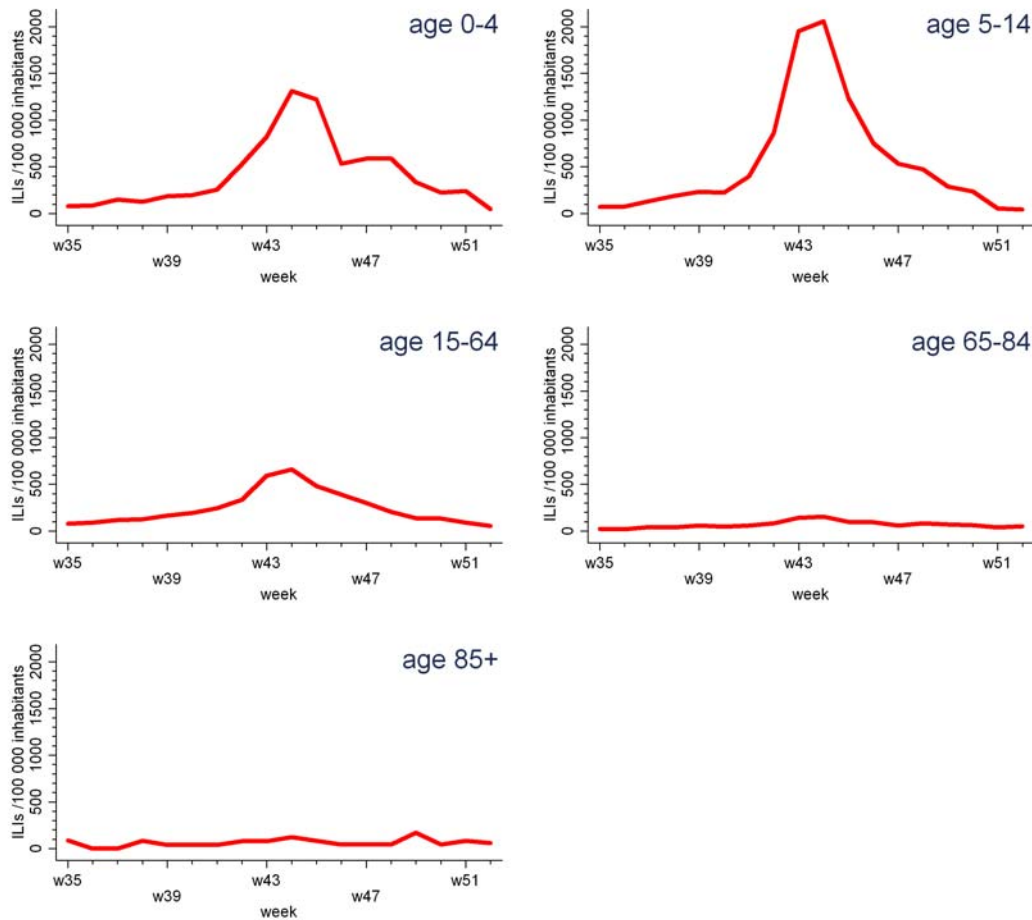 age 0-4
ILIs /100 000 inhabitants
0 500 1000 1500 2000
w35 w39 w43 w47 w51
week
age 5-14
ILIs /100 000 inhabitants
0 500 1000 1500 2000
w35 w39 w43 w47 w51
week
age 15-64
ILIs /100 000 inhabitants
0 500 1000 1500 2000
w35 w39 w43 w47 w51
week
age 65-84
ILIs /100 000 inhabitants
0 500 1000 1500 2000
w35 w39 w43 w47 w51
week
age 85+
ILIs /100 000 inhabitants
0 500 1000 1500 2000
w35 w39 w43 w47 w51
week